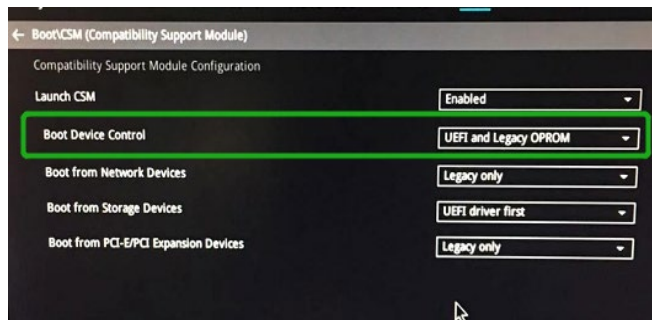 ← Boot\CSM (Compatibility Support Module)
Compatibility Support Module Configuration
Launch CSM Enabled
Boot Device Control UEFI and Legacy OPROM
Boot from Network Devices Legacy only
Boot from Storage Devices UEFI driver first
Boot from PCI-E/PCI Expansion Devices Legacy only